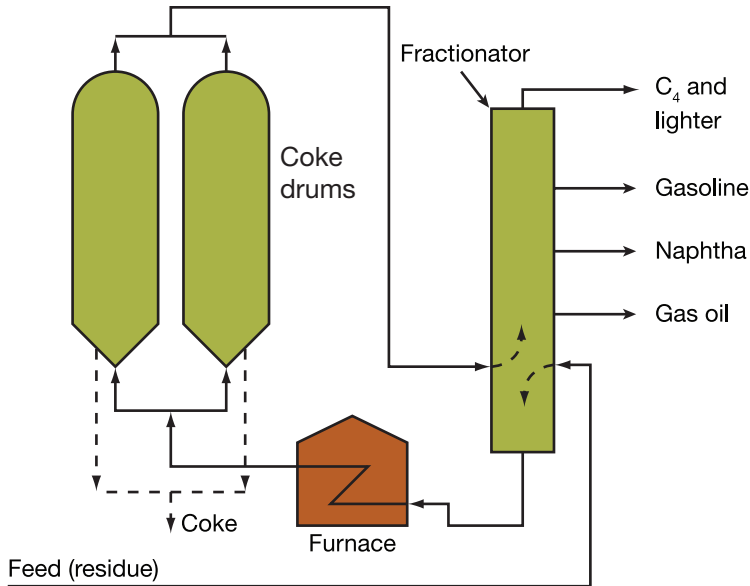 Fractionator
C₄ and
lighter
Coke
drums
Gasoline
Naphtha
Gas oil
Coke
Furnace
Feed (residue)